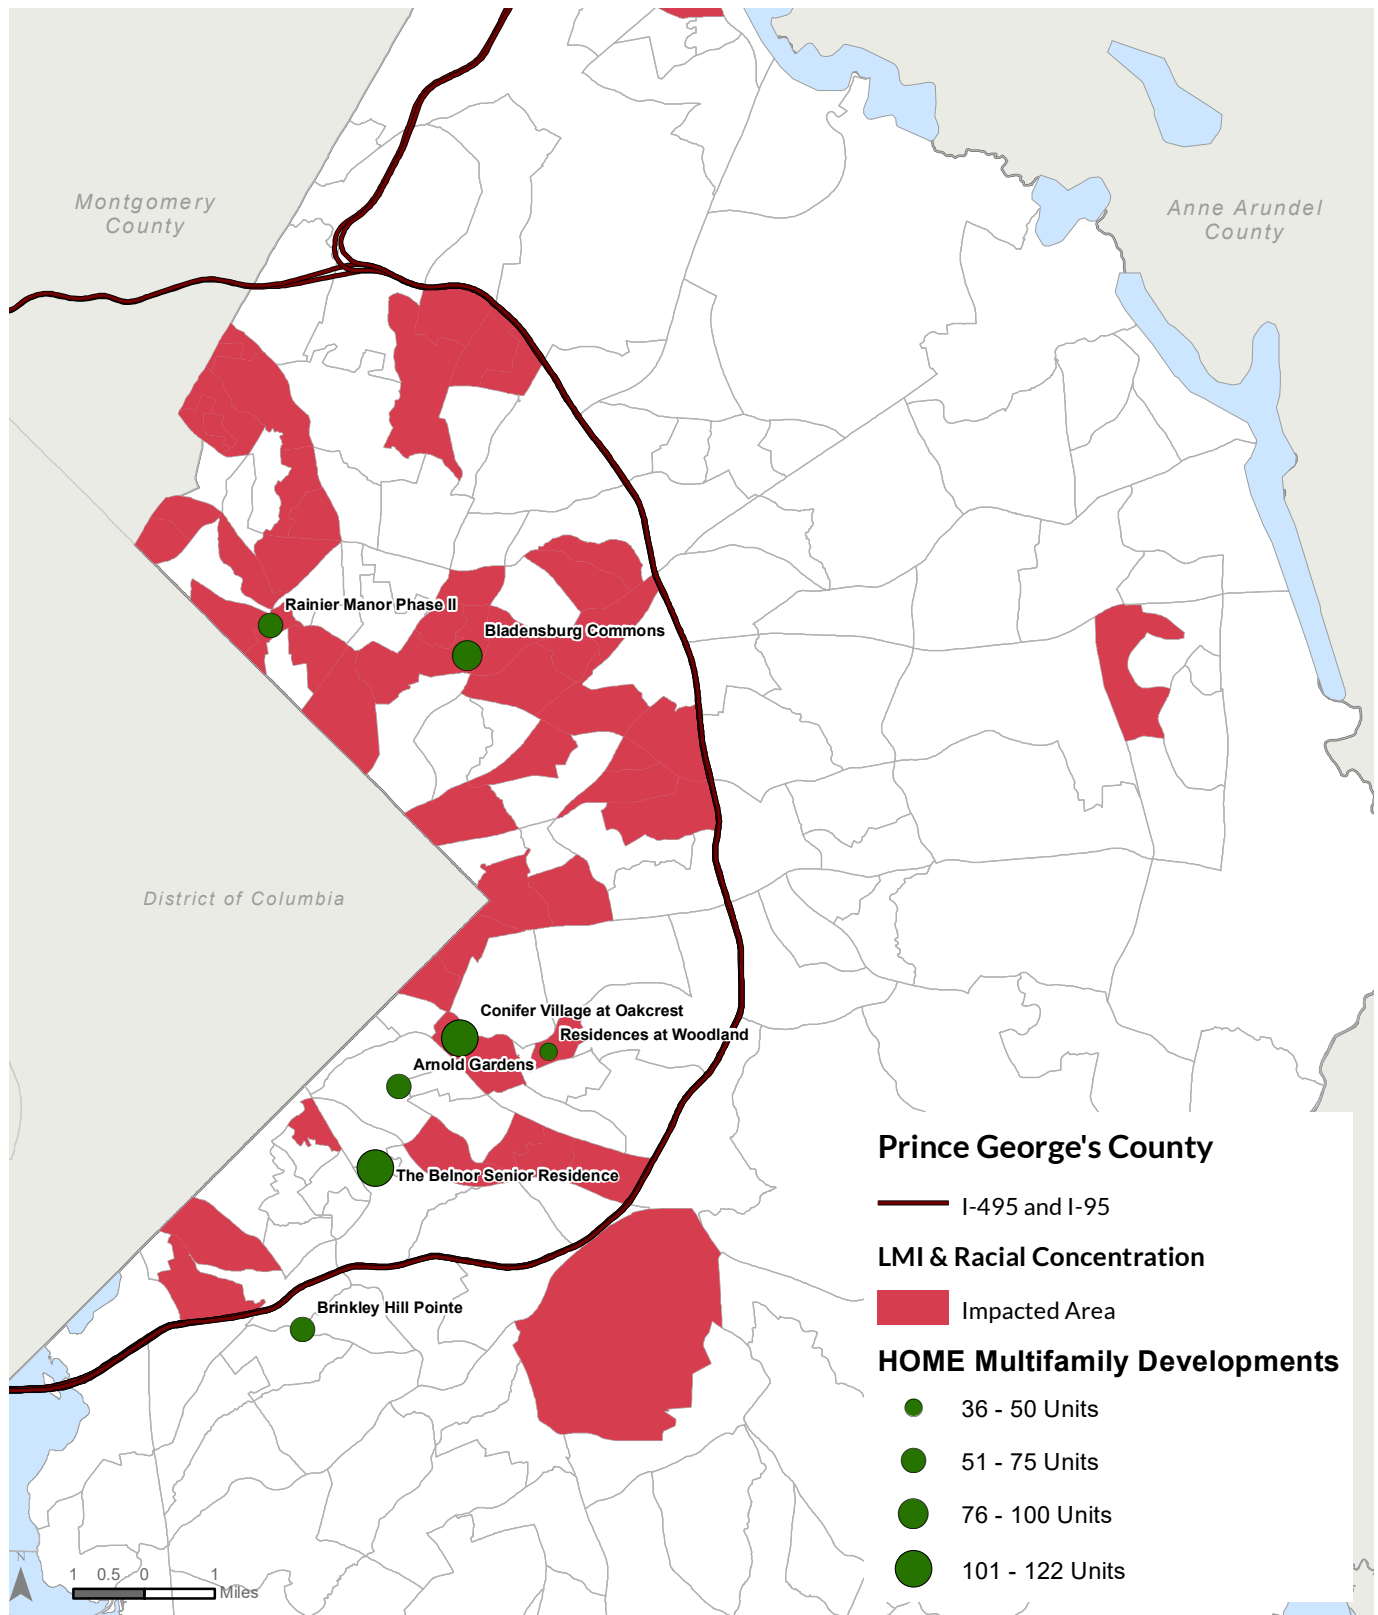 Montgomery
County
Anne Arundel
County
Rainier Manor Phase II
Bladensburg Commons
District of Columbia
Conifer Village at Oakcrest
Residences at Woodland
Arnold Gardens
The Belnor Senior Residence
Brinkley Hill Pointe
Prince George's County
I-495 and I-95
LMI & Racial Concentration
Impacted Area
HOME Multifamily Developments
36 - 50 Units
51 - 75 Units
76 - 100 Units
101 - 122 Units
N
1 0.5 0 1
Miles